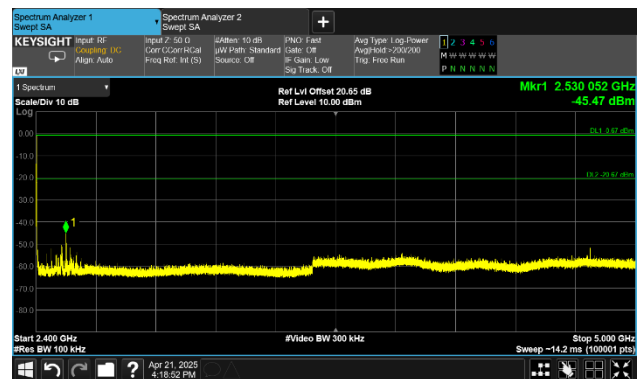 Spectrum Analyzer 1
Swept SA
Spectrum Analyzer 2
Swept SA
+
KEYSIGHT
Input: RF
Coupling: DC
Align: Auto
Input Z: 50 Ω
Corr CCorr RCal
Freq Ref: Int (S)
#Atten: 10 dB
µW Path: Standard
Source: Off
PNO: Fast
Gate: Off
IF Gain: Low
Sig Track: Off
Avg Type: Log-Power
Avg|Hold:>200/200
Trig: Free Run
1 2 3 4 5 6
M W W W W W
P N N N N N
LXI
1 Spectrum
Scale/Div 10 dB
Log
Ref Lvl Offset 20.65 dB
Ref Level 10.00 dBm
Mkr1 2.530 052 GHz
-45.47 dBm
0.00
DL1 -0.67 dBm
-10.0
-20.0
DL2 -20.67 dBm
-30.0
-40.0
1
-50.0
-60.0
-70.0
-80.0
Start 2.400 GHz
#Res BW 100 kHz
#Video BW 300 kHz
Stop 5.000 GHz
Sweep ~14.2 ms (100001 pts)
?
Apr 21, 2025
4:18:52 PM